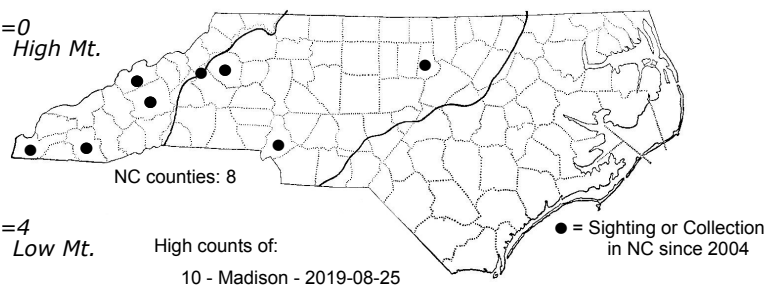 =0
High Mt.
NC counties: 8
=4
Low Mt.
High counts of:
10 - Madison - 2019-08-25
● = Sighting or Collection
in NC since 2004